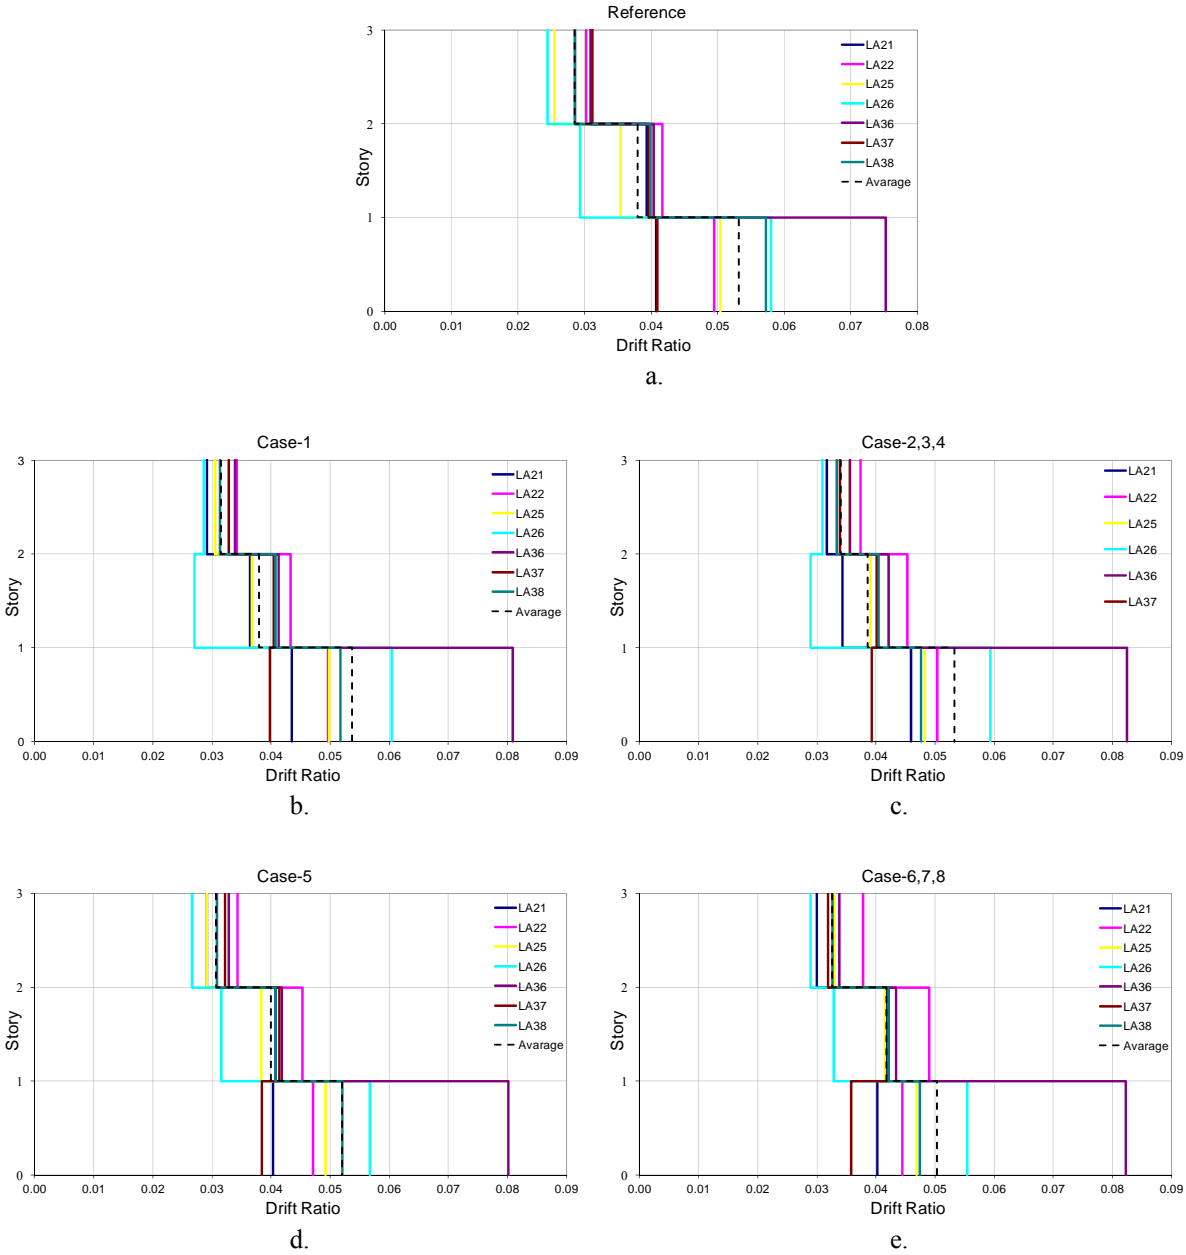 Reference
3
2
1
0
Story
0.00 0.01 0.02 0.03 0.04 0.05 0.06 0.07 0.08
Drift Ratio
LA21
LA22
LA25
LA26
LA36
LA37
LA38
Avarage
a.
Case-1
3
2
1
0
Story
0.00 0.01 0.02 0.03 0.04 0.05 0.06 0.07 0.08 0.09
Drift Ratio
LA21
LA22
LA25
LA26
LA36
LA37
LA38
Avarage
b.
Case-2,3,4
3
2
1
0
Story
0.00 0.01 0.02 0.03 0.04 0.05 0.06 0.07 0.08 0.09
Drift Ratio
LA21
LA22
LA25
LA26
LA36
LA37
c.
Case-5
3
2
1
0
Story
0.00 0.01 0.02 0.03 0.04 0.05 0.06 0.07 0.08 0.09
Drift Ratio
LA21
LA22
LA25
LA26
LA36
LA37
LA38
Avarage
d.
Case-6,7,8
3
2
1
0
Story
0.00 0.01 0.02 0.03 0.04 0.05 0.06 0.07 0.08 0.09
Drift Ratio
LA21
LA22
LA25
LA26
LA36
LA37
LA38
Avarage
e.